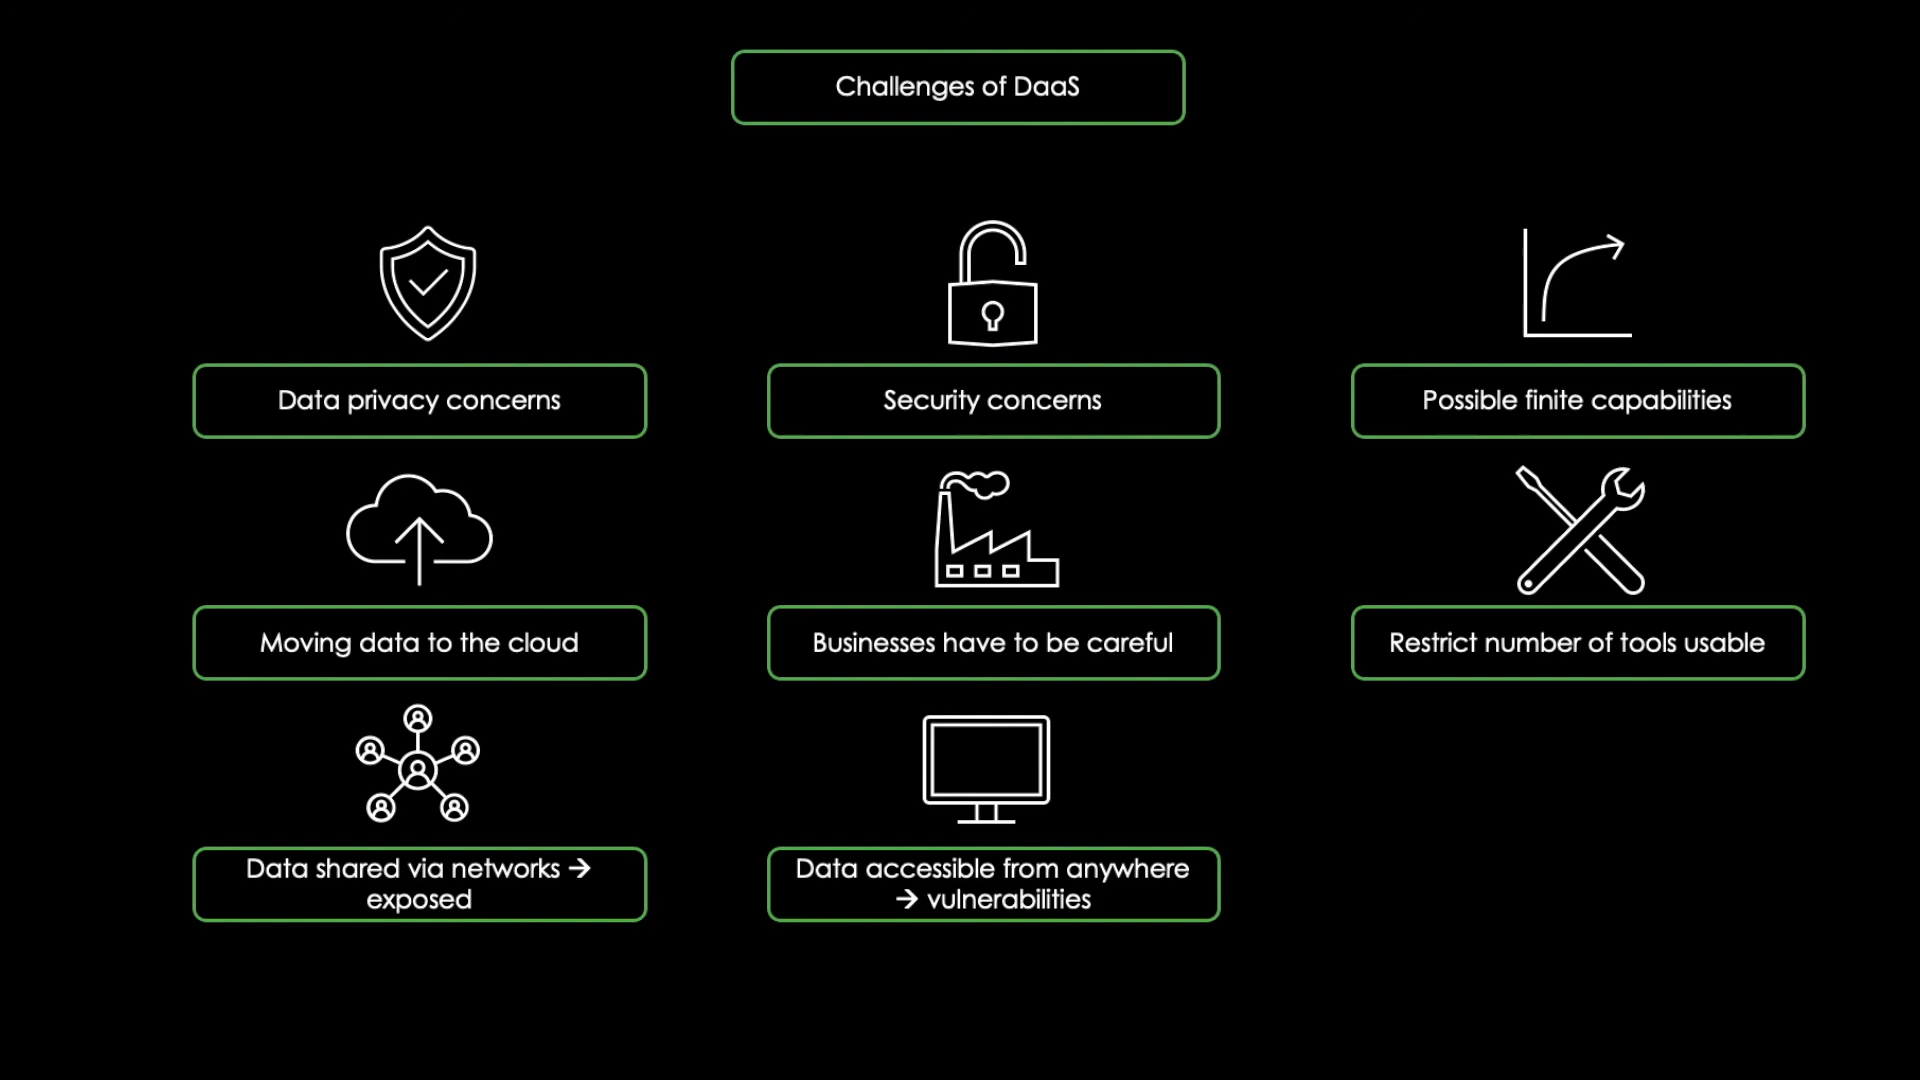 Challenges of DaaS
Data privacy concerns
Security concerns
Possible finite capabilities
Moving data to the cloud
Businesses have to be careful
Restrict number of tools usable
Data shared via networks →
exposed
Data accessible from anywhere
→ vulnerabilities